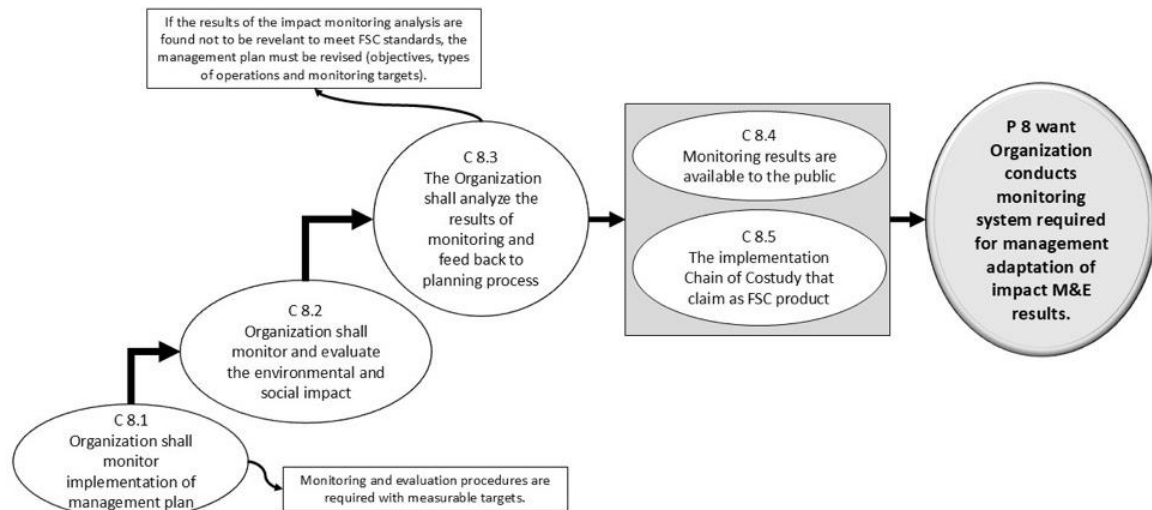 If the results of the impact monitoring analysis are
found not to be revelant to meet FSC standards, the
management plan must be revised (objectives, types
of operations and monitoring targets).
C 8.3
The Organization
shall analyze the
results of
monitoring and
feed back to
planning process
C 8.4
Monitoring results are
available to the public
C 8.5
The implementation
Chain of Costudy that
claim as FSC product
P 8 want
Organization
conducts
monitoring
system required
for management
adaptation of
impact M&E
results.
C 8.2
Organization shall
monitor and evaluate
the environmental and
social impact
C 8.1
Organization shall
monitor
implementation of
management plan
Monitoring and evaluation procedures are
required with measurable targets.